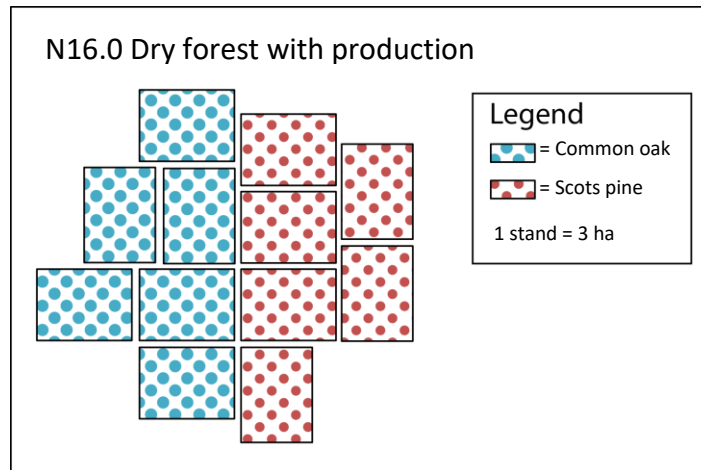 N16.0 Dry forest with production
Legend
= Common oak
= Scots pine
1 stand = 3 ha